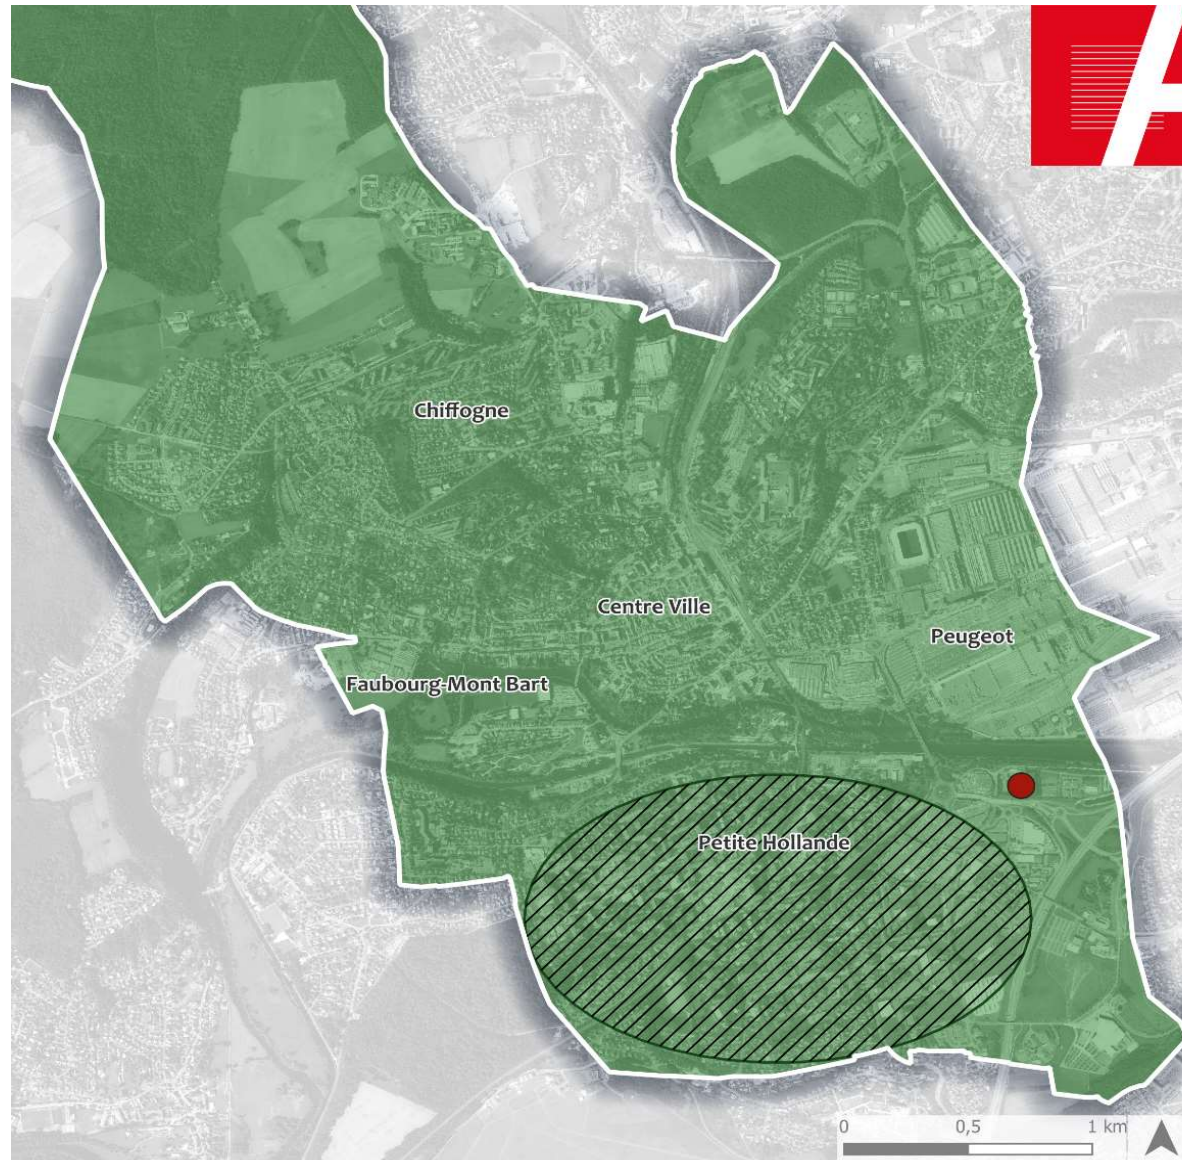 A
Chiffogne
Centre Ville
Peugeot
Faubourg-Mont Bart
Petite Hollande
0 0,5 1 km